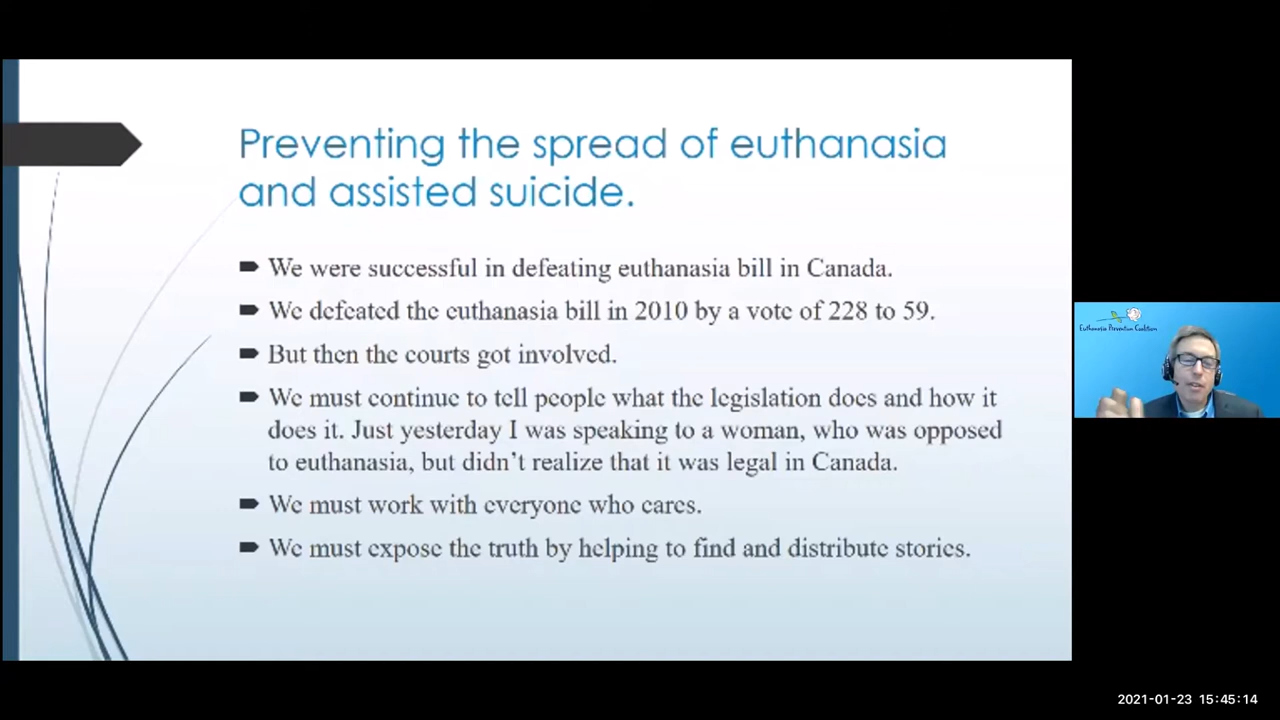 Preventing the spread of euthanasia
and assisted suicide.
We were successful in defeating euthanasia bill in Canada.
We defeated the euthanasia bill in 2010 by a vote of 228 to 59.
But then the courts got involved.
We must continue to tell people what the legislation does and how it
does it. Just yesterday I was speaking to a woman, who was opposed
to euthanasia, but didn't realize that it was legal in Canada.
We must work with everyone who cares.
We must expose the truth by helping to find and distribute stories.
Euthanasia Prevention Coalition
2021-01-23 15:45:14